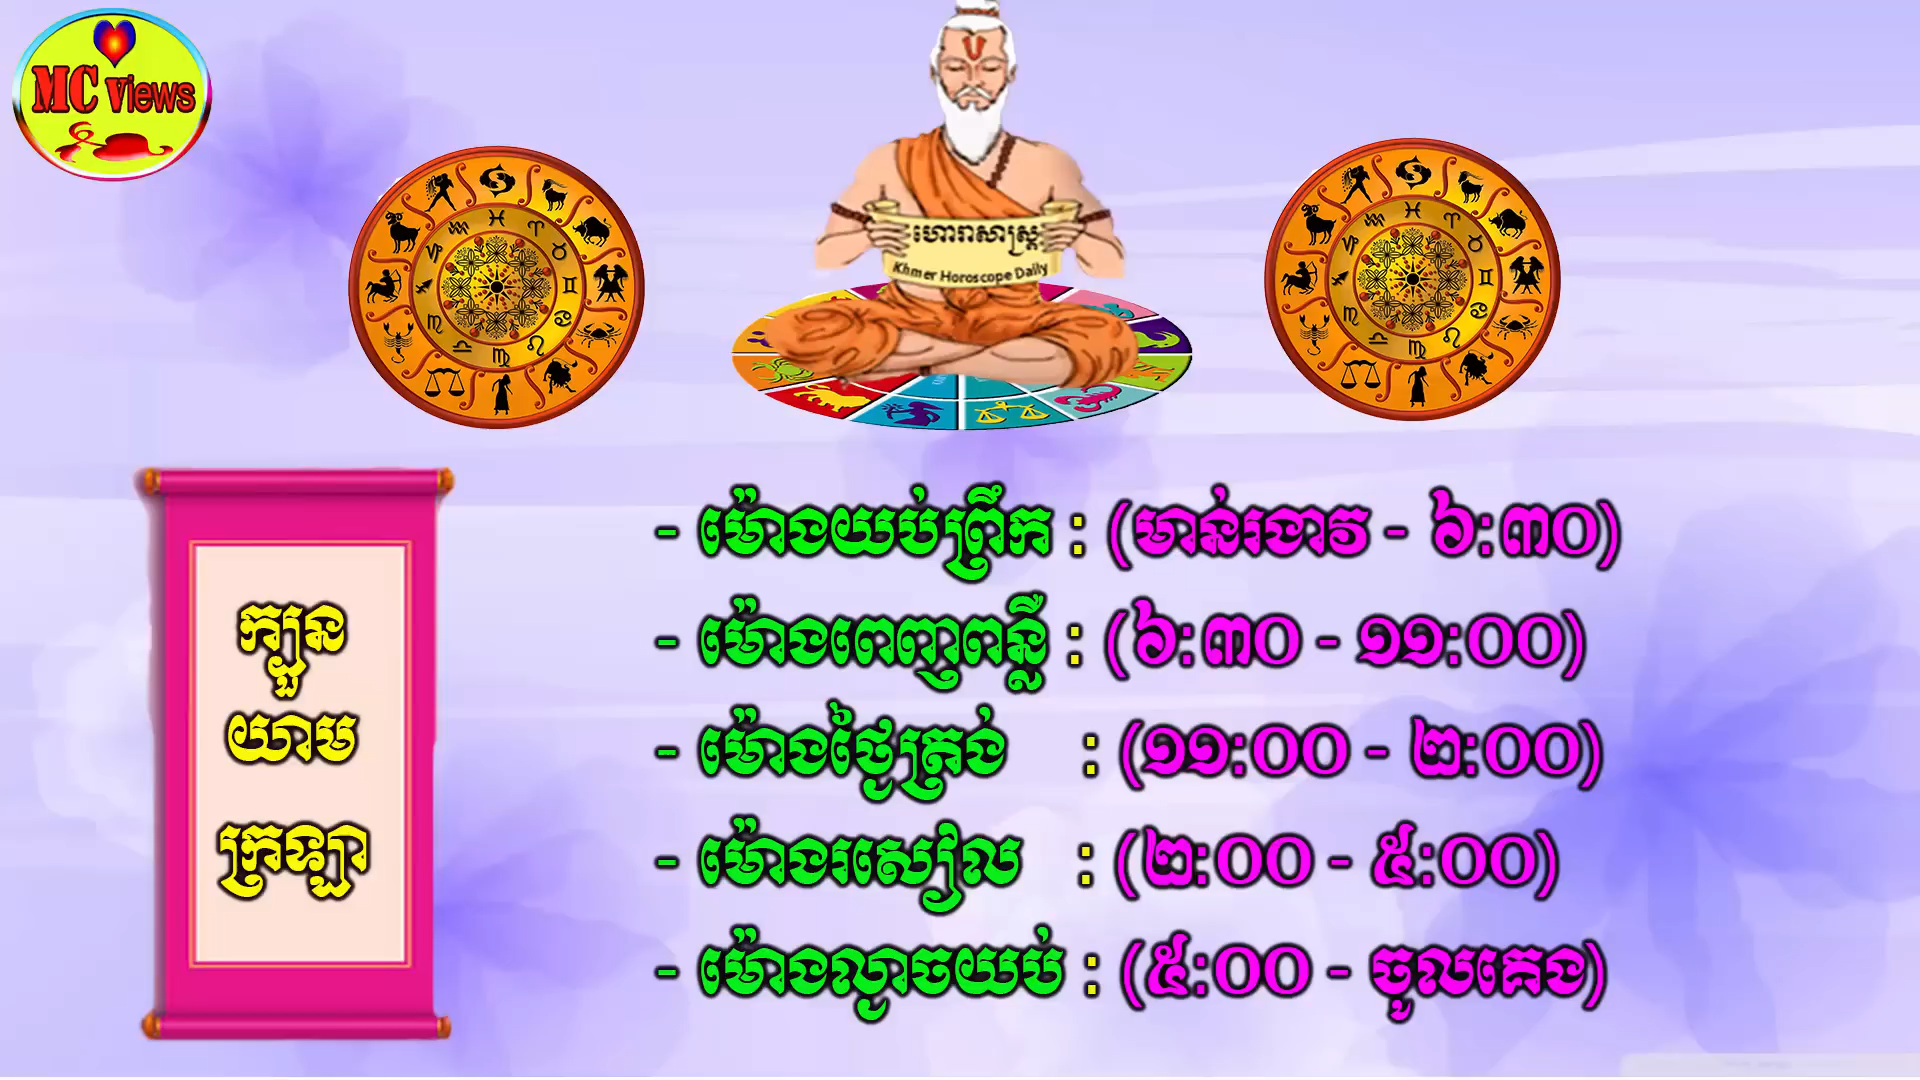 MC Views
ហោរាសាស្ត្រ
Khmer Horoscope Daily
ក្បួន
យាម
ក្រឡា
- ម៉ោងយប់ព្រឹក : (មាន់រងាវ - ៦:៣០)
- ម៉ោងពេញពន្លឺ : (៦:៣០ - ១១:០០)
- ម៉ោងថ្ងៃត្រង់ : (១១:០០ - ២:០០)
- ម៉ោងរសៀល : (២:០០ - ៥:០០)
- ម៉ោងល្ងាចយប់ : (៥:០០ - ចូលគេង)